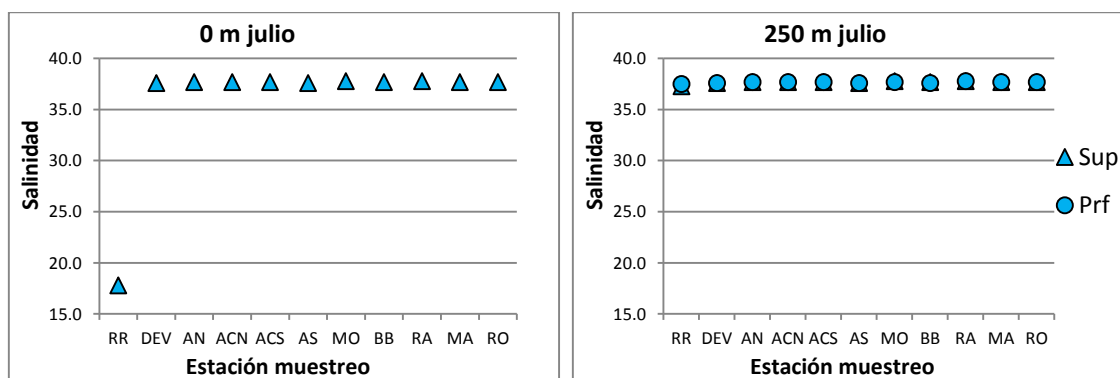 0 m julio
40.0
35.0
30.0
25.0
20.0
15.0
Salinidad
RR DEV AN ACN ACS AS MO BB RA MA RO
Estación muestreo
250 m julio
40.0
35.0
30.0
25.0
20.0
15.0
Salinidad
RR DEV AN ACN ACS AS MO BB RA MA RO
Estación muestreo
Sup
Prf